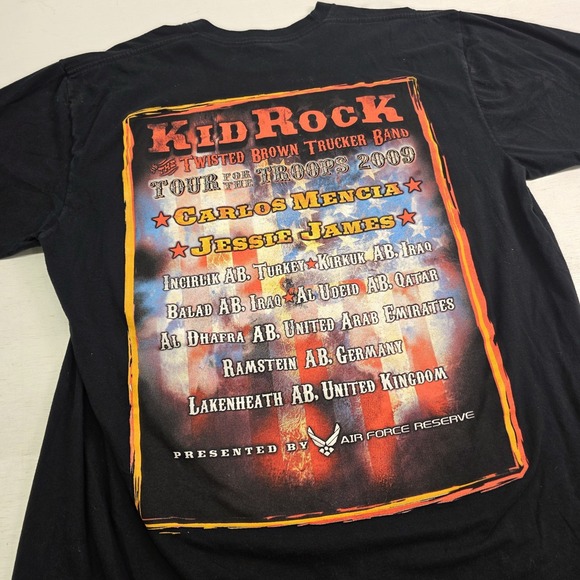 KID ROCK
AND THE TWISTED BROWN TRUCKER BAND
TOUR FOR THE TROOPS 2009
★ CARLOS MENCIA ★
★ JESSIE JAMES ★
INCIRLIK AB, TURKEY ★ KIRKUK AB, IRAQ
BALAD AB, IRAQ ★ AL UDEID AB, QATAR
AL DHAFRA AB, UNITED ARAB EMIRATES
RAMSTEIN AB, GERMANY
LAKENHEATH AB, UNITED KINGDOM
PRESENTED BY AIR FORCE RESERVE